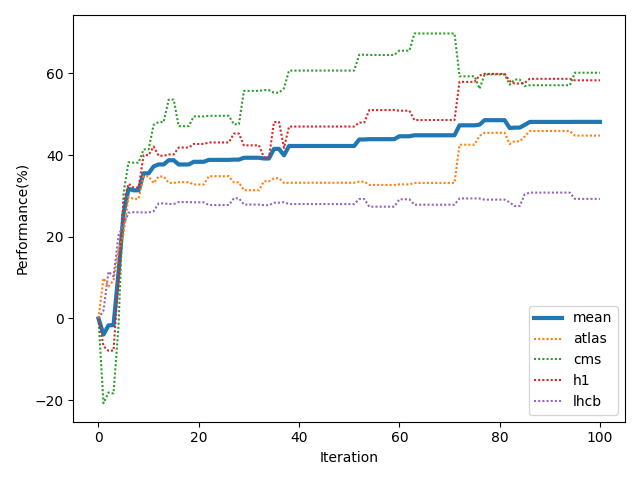 Performance(%)
60
40
20
0
−20
0
20
40
60
80
100
Iteration
mean
atlas
cms
h1
lhcb